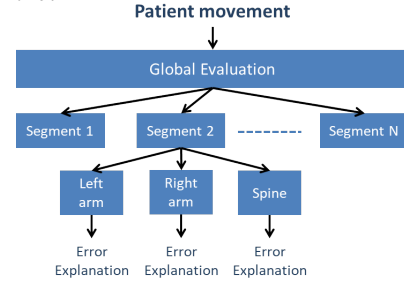 Patient movement
Global Evaluation
Segment 1
Segment 2
Segment N
Left
arm
Right
arm
Spine
Error
Explanation
Error
Explanation
Error
Explanation